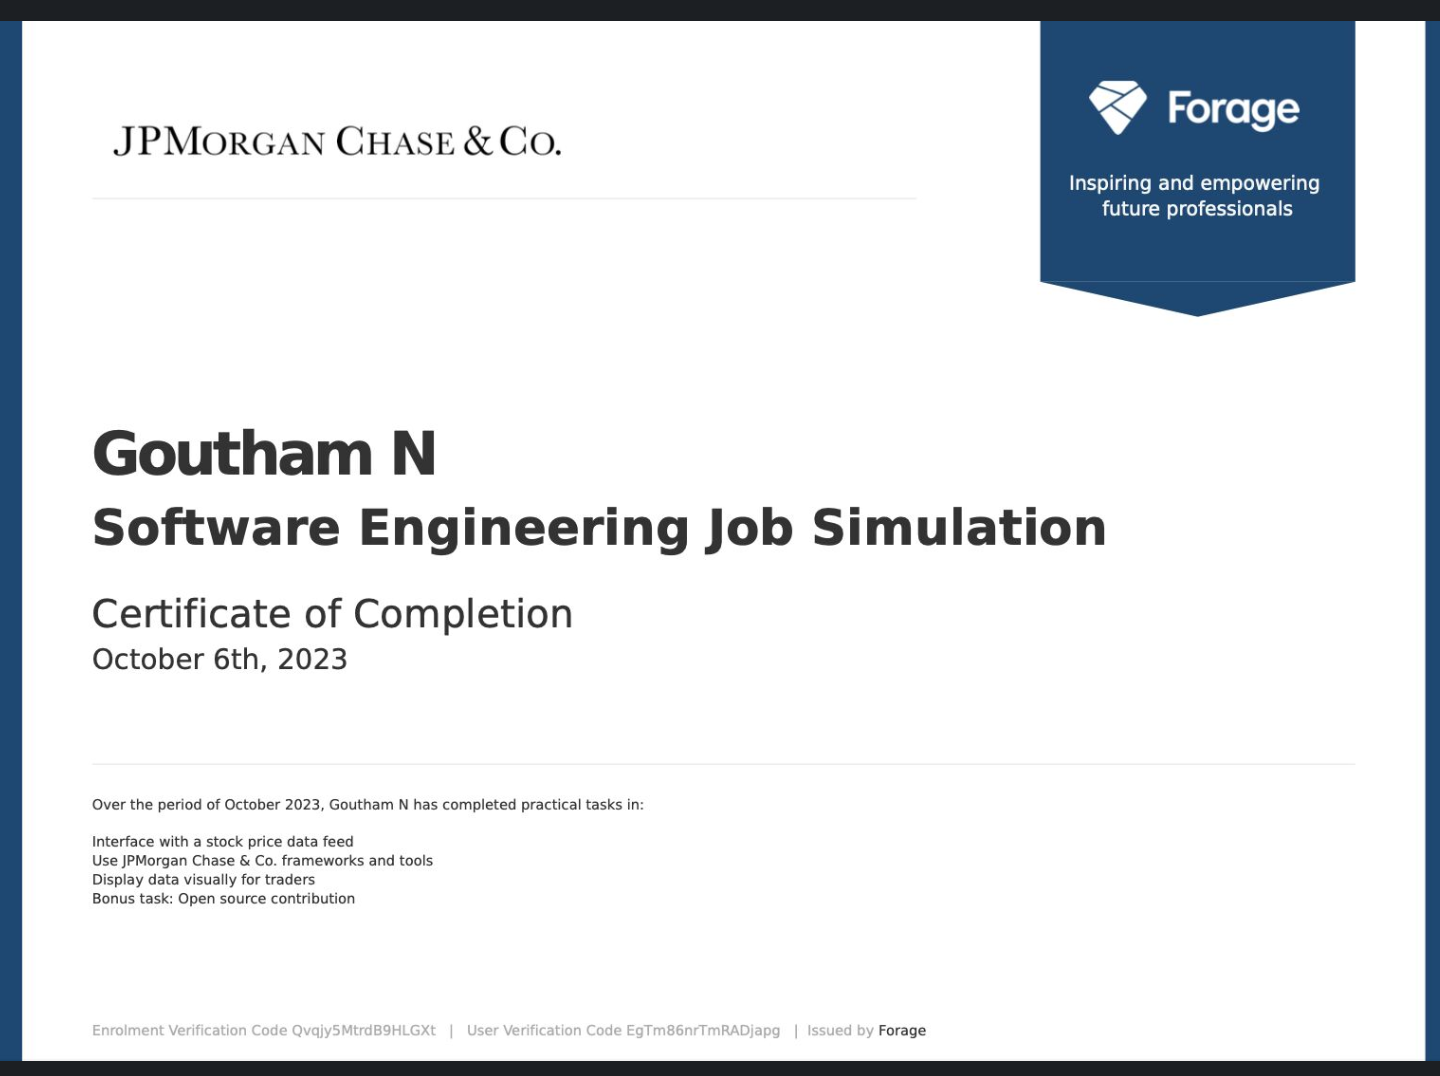 JPMORGAN CHASE & CO.
Forage
Inspiring and empowering
future professionals
Goutham N
Software Engineering Job Simulation
Certificate of Completion
October 6th, 2023
Over the period of October 2023, Goutham N has completed practical tasks in:
Interface with a stock price data feed
Use JPMorgan Chase & Co. frameworks and tools
Display data visually for traders
Bonus task: Open source contribution
Enrolment Verification Code Qvqjy5MtrdB9HLGXt | User Verification Code EgTm86nrTmRADjapg | Issued by Forage